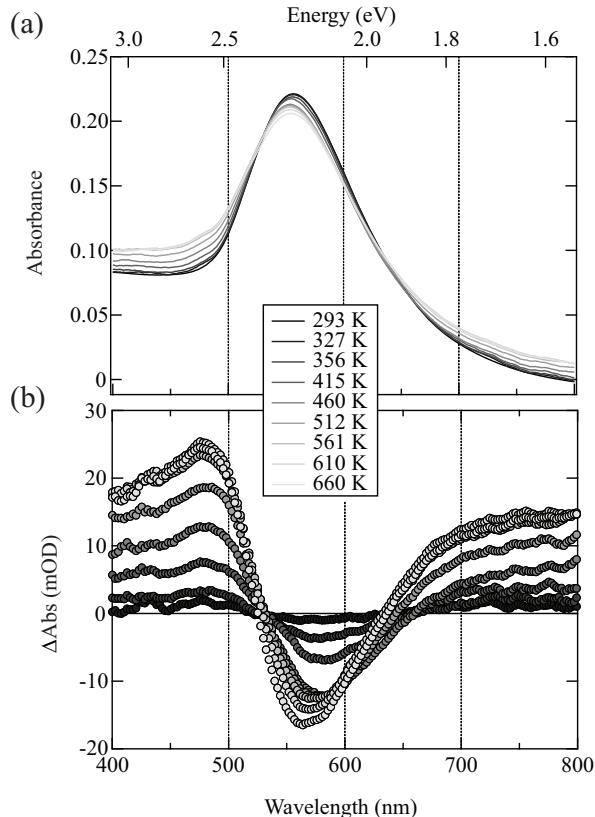 Energy (eV)
(a)
3.0 2.5 2.0 1.8 1.6
0.25
0.20
0.15
0.10
0.05
0
Absorbance
293 K
327 K
356 K
415 K
460 K
512 K
561 K
610 K
660 K
(b)
30
20
10
0
-10
-20
ΔAbs (mOD)
400 500 600 700 800
Wavelength (nm)